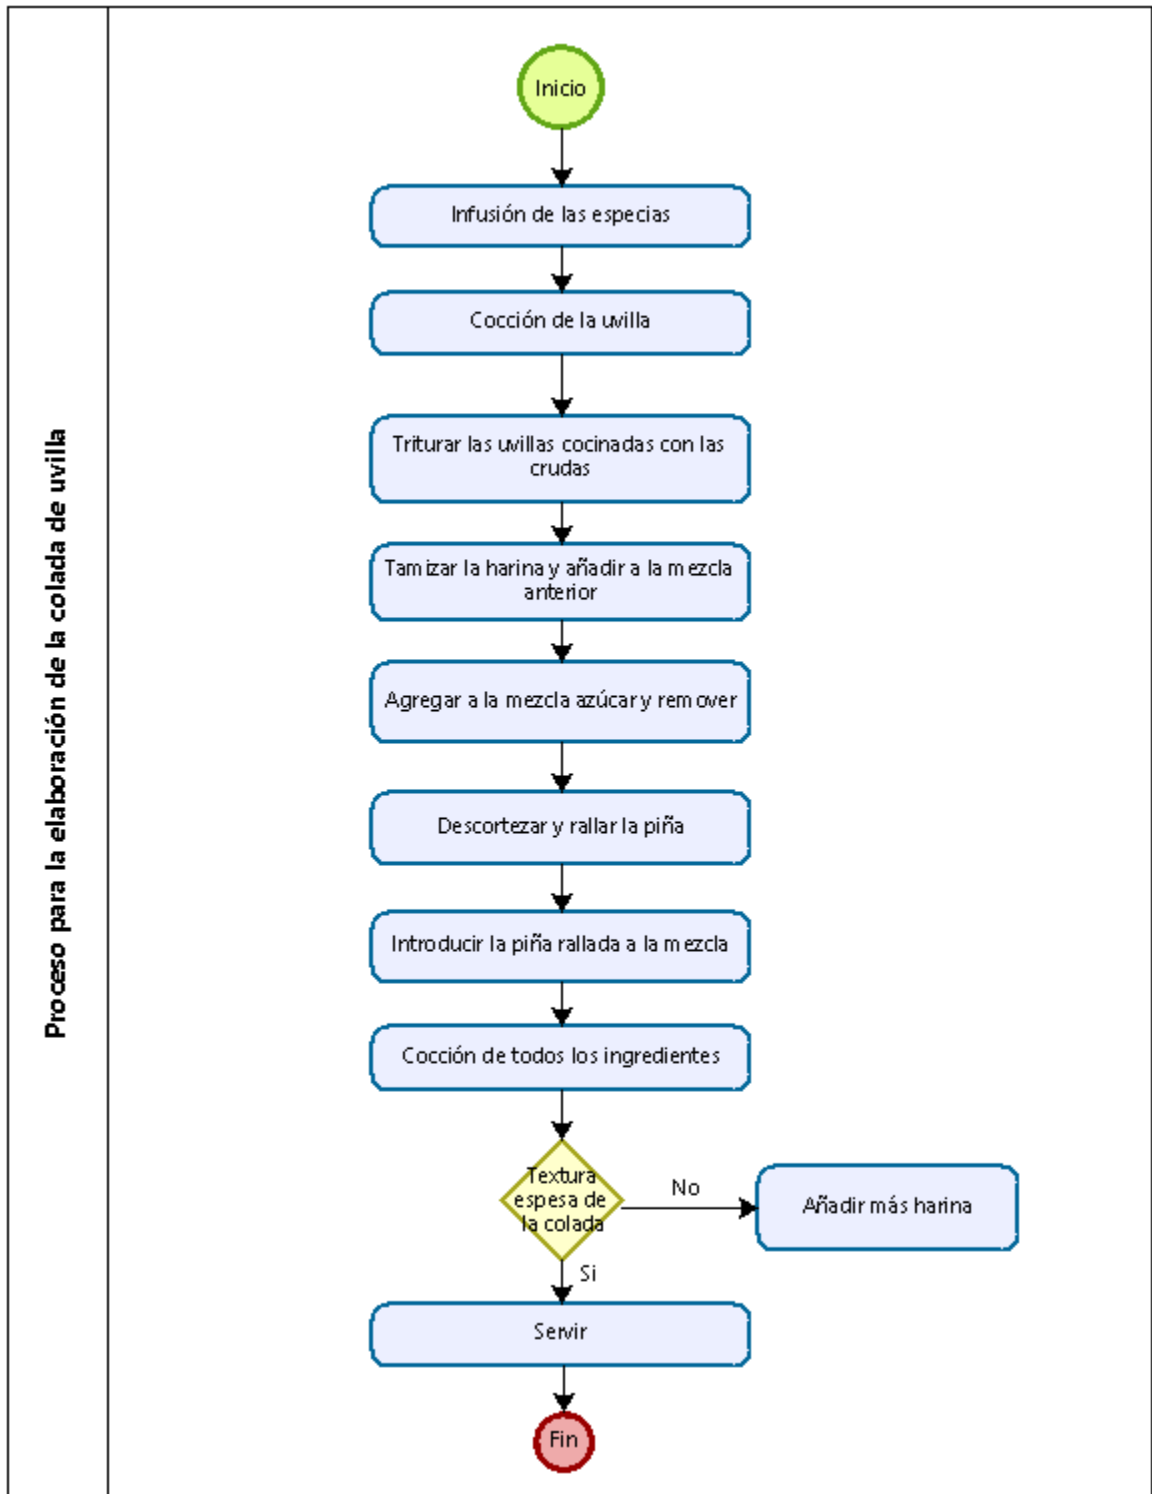 Proceso para la elaboración de la colada de uvilla
Inicio
Infusión de las especias
Cocción de la uvilla
Triturar las uvillas cocinadas con las
crudas
Tamizar la harina y añadir a la mezcla
anterior
Agregar a la mezcla azúcar y remover
Descortezar y rallar la piña
Introducir la piña rallada a la mezcla
Cocción de todos los ingredientes
Textura
espesa de
la colada
No
Añadir más harina
Si
Servir
Fin